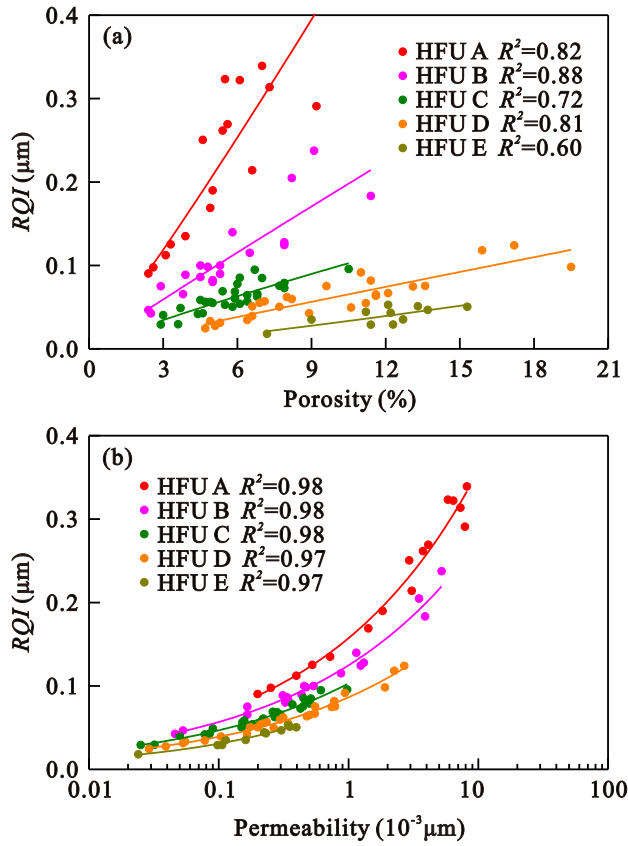 (a)
HFU A R²=0.82
HFU B R²=0.88
HFU C R²=0.72
HFU D R²=0.81
HFU E R²=0.60
0.4
0.3
0.2
0.1
0.0
RQI (μm)
3 6 9 12 15 18 21
Porosity (%)
(b)
HFU A R²=0.98
HFU B R²=0.98
HFU C R²=0.98
HFU D R²=0.97
HFU E R²=0.97
0.4
0.3
0.2
0.1
0.0
RQI (μm)
0.01 0.1 1 10 100
Permeability (10⁻³μm)